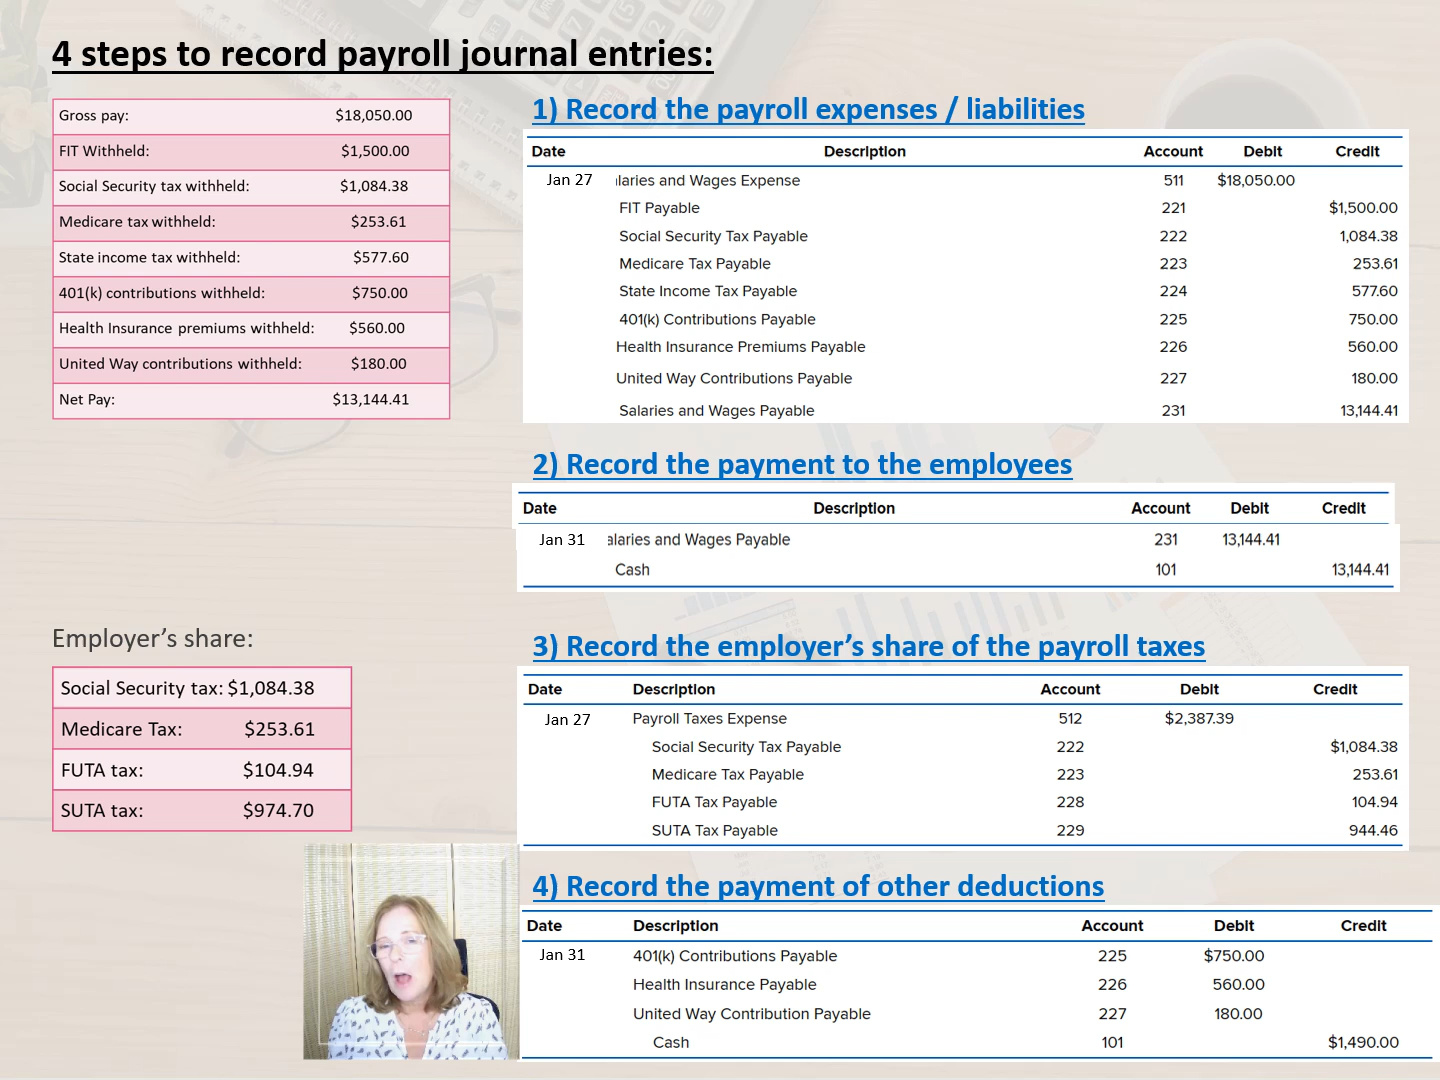 4 steps to record payroll journal entries:
Gross pay: $18,050.00
FIT Withheld: $1,500.00
Social Security tax withheld: $1,084.38
Medicare tax withheld: $253.61
State income tax withheld: $577.60
401(k) contributions withheld: $750.00
Health Insurance premiums withheld: $560.00
United Way contributions withheld: $180.00
Net Pay: $13,144.41
1) Record the payroll expenses / liabilities
Date Description Account Debit Credit
Jan 27 laries and Wages Expense 511 $18,050.00
FIT Payable 221 $1,500.00
Social Security Tax Payable 222 1,084.38
Medicare Tax Payable 223 253.61
State Income Tax Payable 224 577.60
401(k) Contributions Payable 225 750.00
Health Insurance Premiums Payable 226 560.00
United Way Contributions Payable 227 180.00
Salaries and Wages Payable 231 13,144.41
2) Record the payment to the employees
Date Description Account Debit Credit
Jan 31 alaries and Wages Payable 231 13,144.41
Cash 101 13,144.41
Employer's share:
Social Security tax: $1,084.38
Medicare Tax: $253.61
FUTA tax: $104.94
SUTA tax: $974.70
3) Record the employer's share of the payroll taxes
Date Description Account Debit Credit
Jan 27 Payroll Taxes Expense 512 $2,387.39
Social Security Tax Payable 222 $1,084.38
Medicare Tax Payable 223 253.61
FUTA Tax Payable 228 104.94
SUTA Tax Payable 229 944.46
4) Record the payment of other deductions
Date Description Account Debit Credit
Jan 31 401(k) Contributions Payable 225 $750.00
Health Insurance Payable 226 560.00
United Way Contribution Payable 227 180.00
Cash 101 $1,490.00